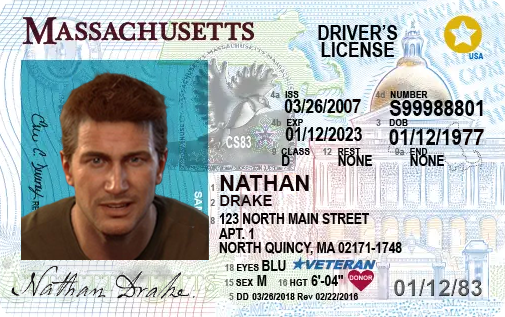 MASSACHUSETTS
DRIVER'S
LICENSE
USA
4a ISS
03/26/2007
4d NUMBER
S99988801
4b EXP
01/12/2023
3 DOB
01/12/1977
9 CLASS
D
12 REST
NONE
9a END
NONE
CS83
1 NATHAN
2 DRAKE
8 123 NORTH MAIN STREET
APT. 1
NORTH QUINCY, MA 02171-1748
18 EYES BLU VETERAN
15 SEX M 16 HGT 6'-04" DONOR
5 DD 03/26/2018 Rev 02/22/2016
01/12/83
Nathan Drake